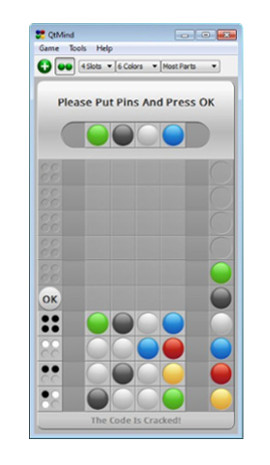 QtMind
Game Tools Help
4 Slots 6 Colors Most Parts
Please Put Pins And Press OK
OK
The Code Is Cracked!